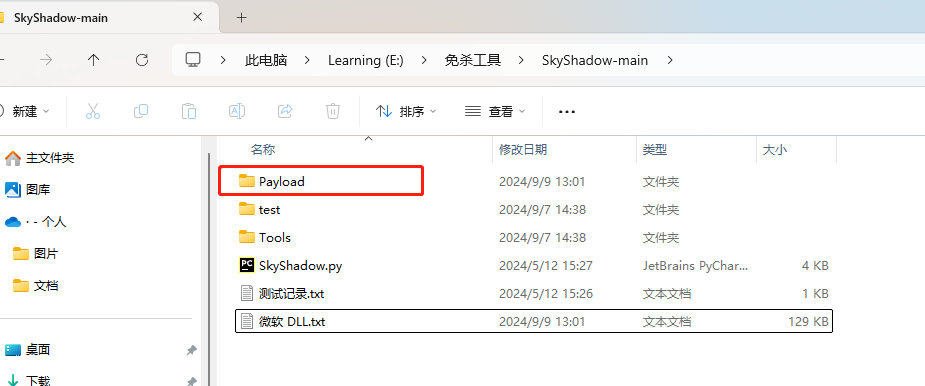 SkyShadow-main
此电脑 Learning (E:) 免杀工具 SkyShadow-main
新建 排序 查看
名称 修改日期 类型 大小
主文件夹
图库
· - 个人
图片
文档
桌面
下载
Payload 2024/9/9 13:01 文件夹
test 2024/9/7 14:38 文件夹
Tools 2024/9/7 14:38 文件夹
SkyShadow.py 2024/5/12 15:27 JetBrains PyChar... 4 KB
测试记录.txt 2024/5/12 15:26 文本文档 1 KB
微软 DLL.txt 2024/9/9 13:01 文本文档 129 KB